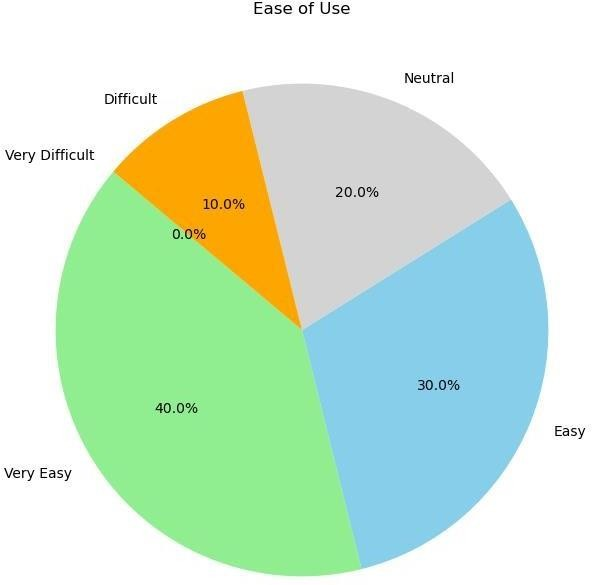 Ease of Use
Neutral
Difficult
Very Difficult
20.0%
10.0%
0.0%
30.0%
40.0%
Easy
Very Easy